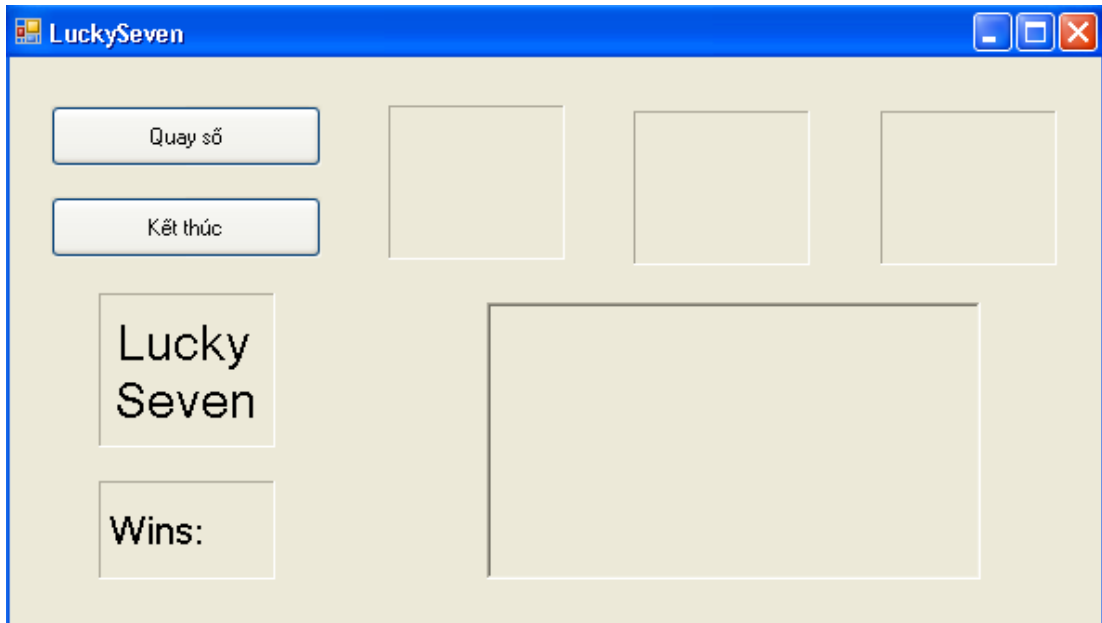 LuckySeven
Quay số
Kết thúc
Lucky
Seven
Wins: